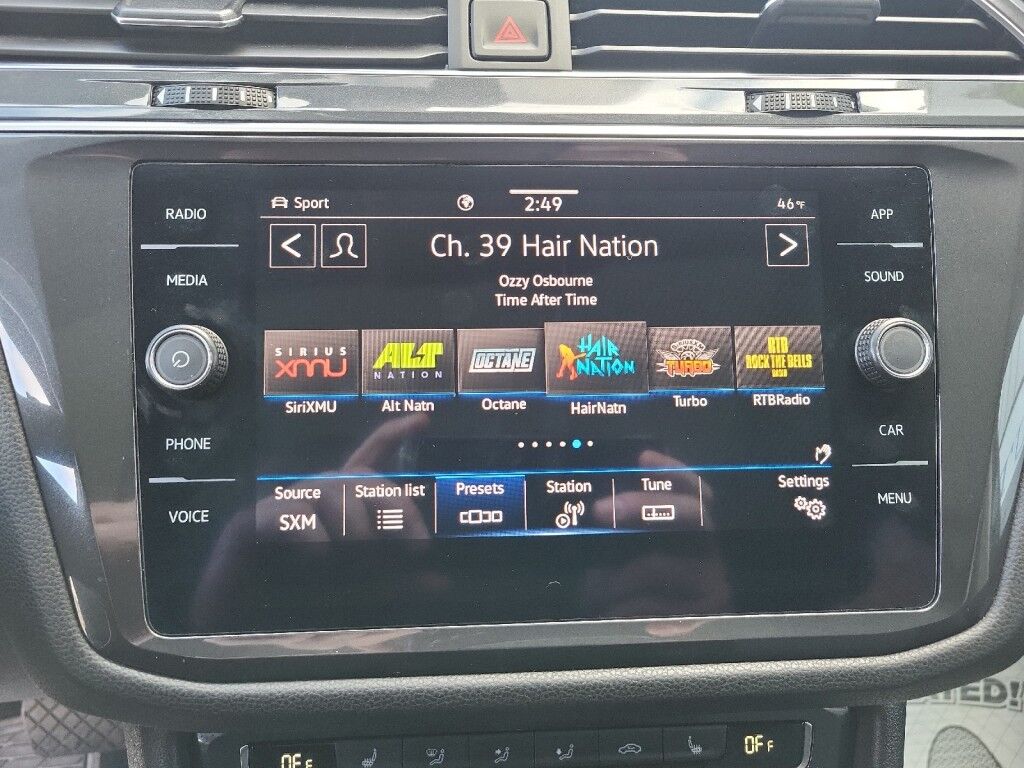 RADIO
MEDIA
PHONE
VOICE
Sport 2:49 46°F
Ch. 39 Hair Nation
Ozzy Osbourne
Time After Time
SIRIUS xmu
ALT NATION
OCTANE
HAIR NATION
TURBO
RTB ROCK THE BELLS RADIO
SiriXMU Alt Natn Octane HairNatn Turbo RTBRadio
Source Station list Presets Station Tune Settings
SXM
APP
SOUND
CAR
MENU
OFF OFF